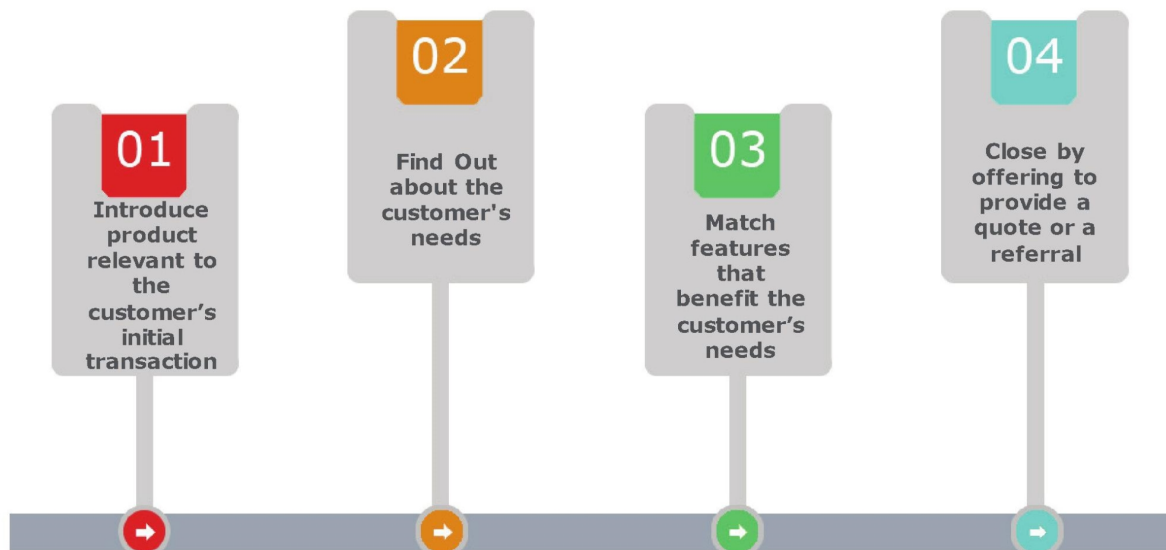 01
Introduce
product
relevant to
the
customer’s
initial
transaction
02
Find Out
about the
customer's
needs
03
Match
features
that
benefit the
customer’s
needs
04
Close by
offering to
provide a
quote or a
referral